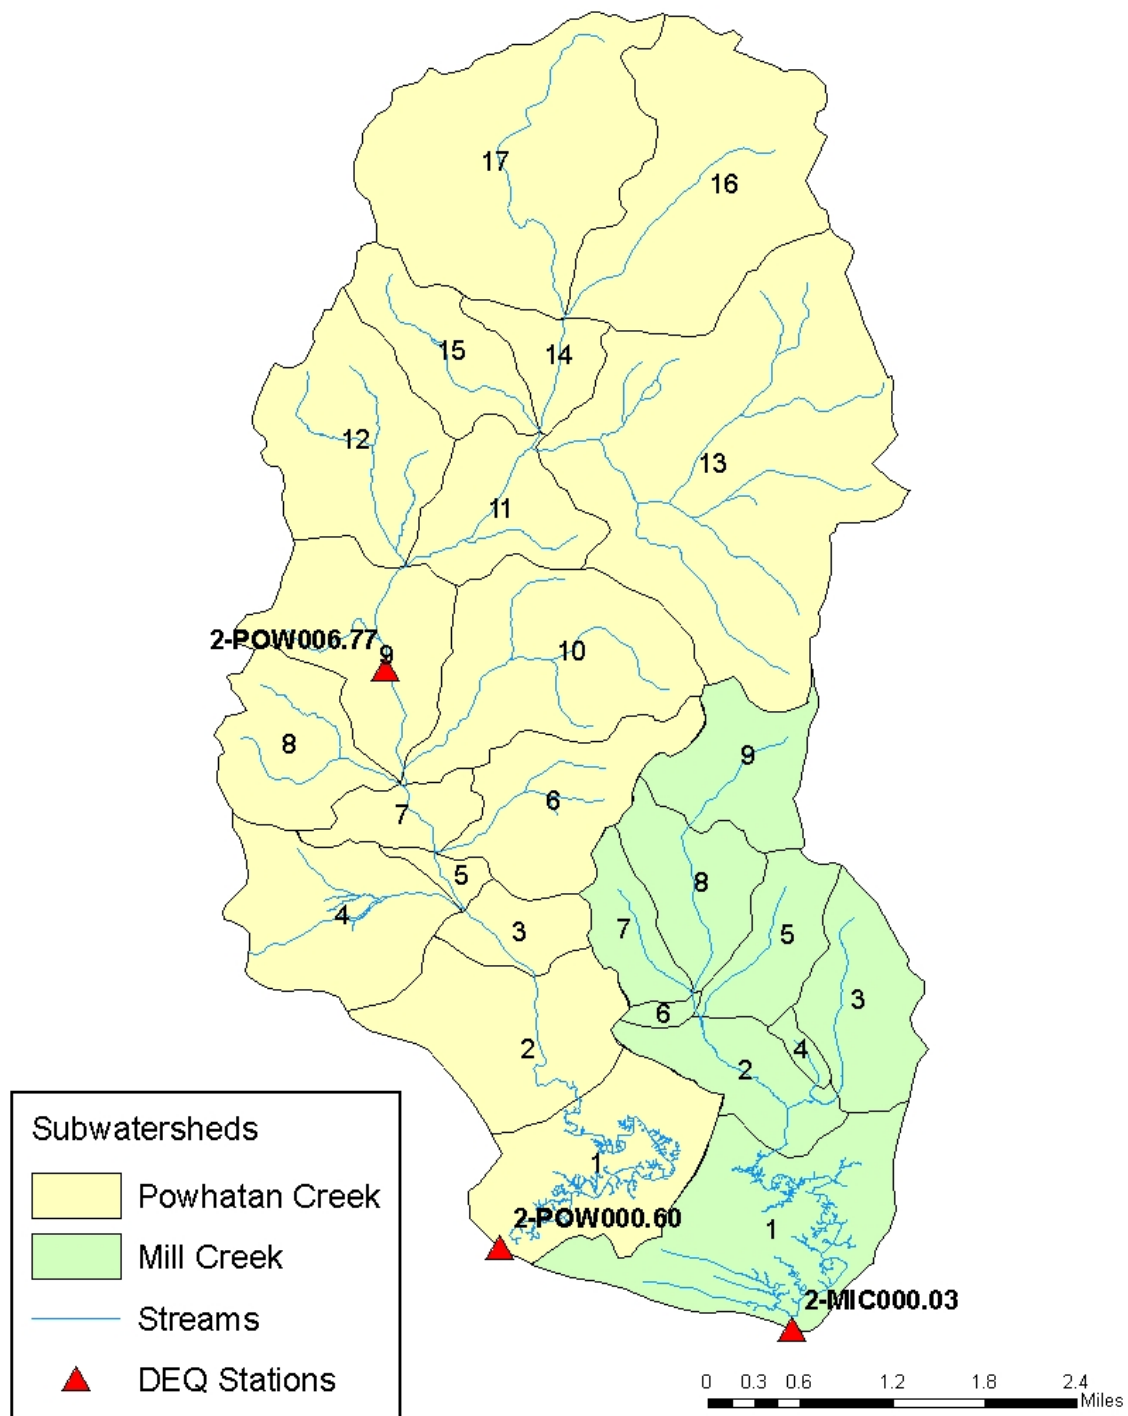 17
16
15
14
12
13
11
2-POW006.77
9
10
8
9
7
6
5
8
4
3
7
5
3
6
2
4
2
1
1
2-POW000.60
2-MIC000.03
Subwatersheds
Powhatan Creek
Mill Creek
Streams
DEQ Stations
0 0.3 0.6 1.2 1.8 2.4
Miles